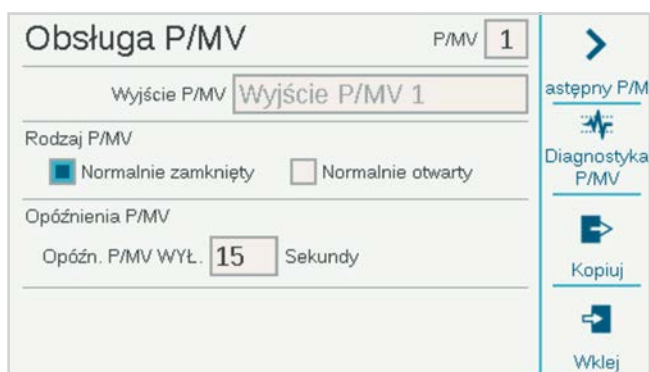 Obsługa P/MV P/MV 1
Wyjście P/MV Wyjście P/MV 1
Rodzaj P/MV
Normalnie zamknięty Normalnie otwarty
Opóźnienia P/MV
Opóźn. P/MV WYŁ. 15 Sekundy
astępny P/M
Diagnostyka
P/MV
Kopiuj
Wklej